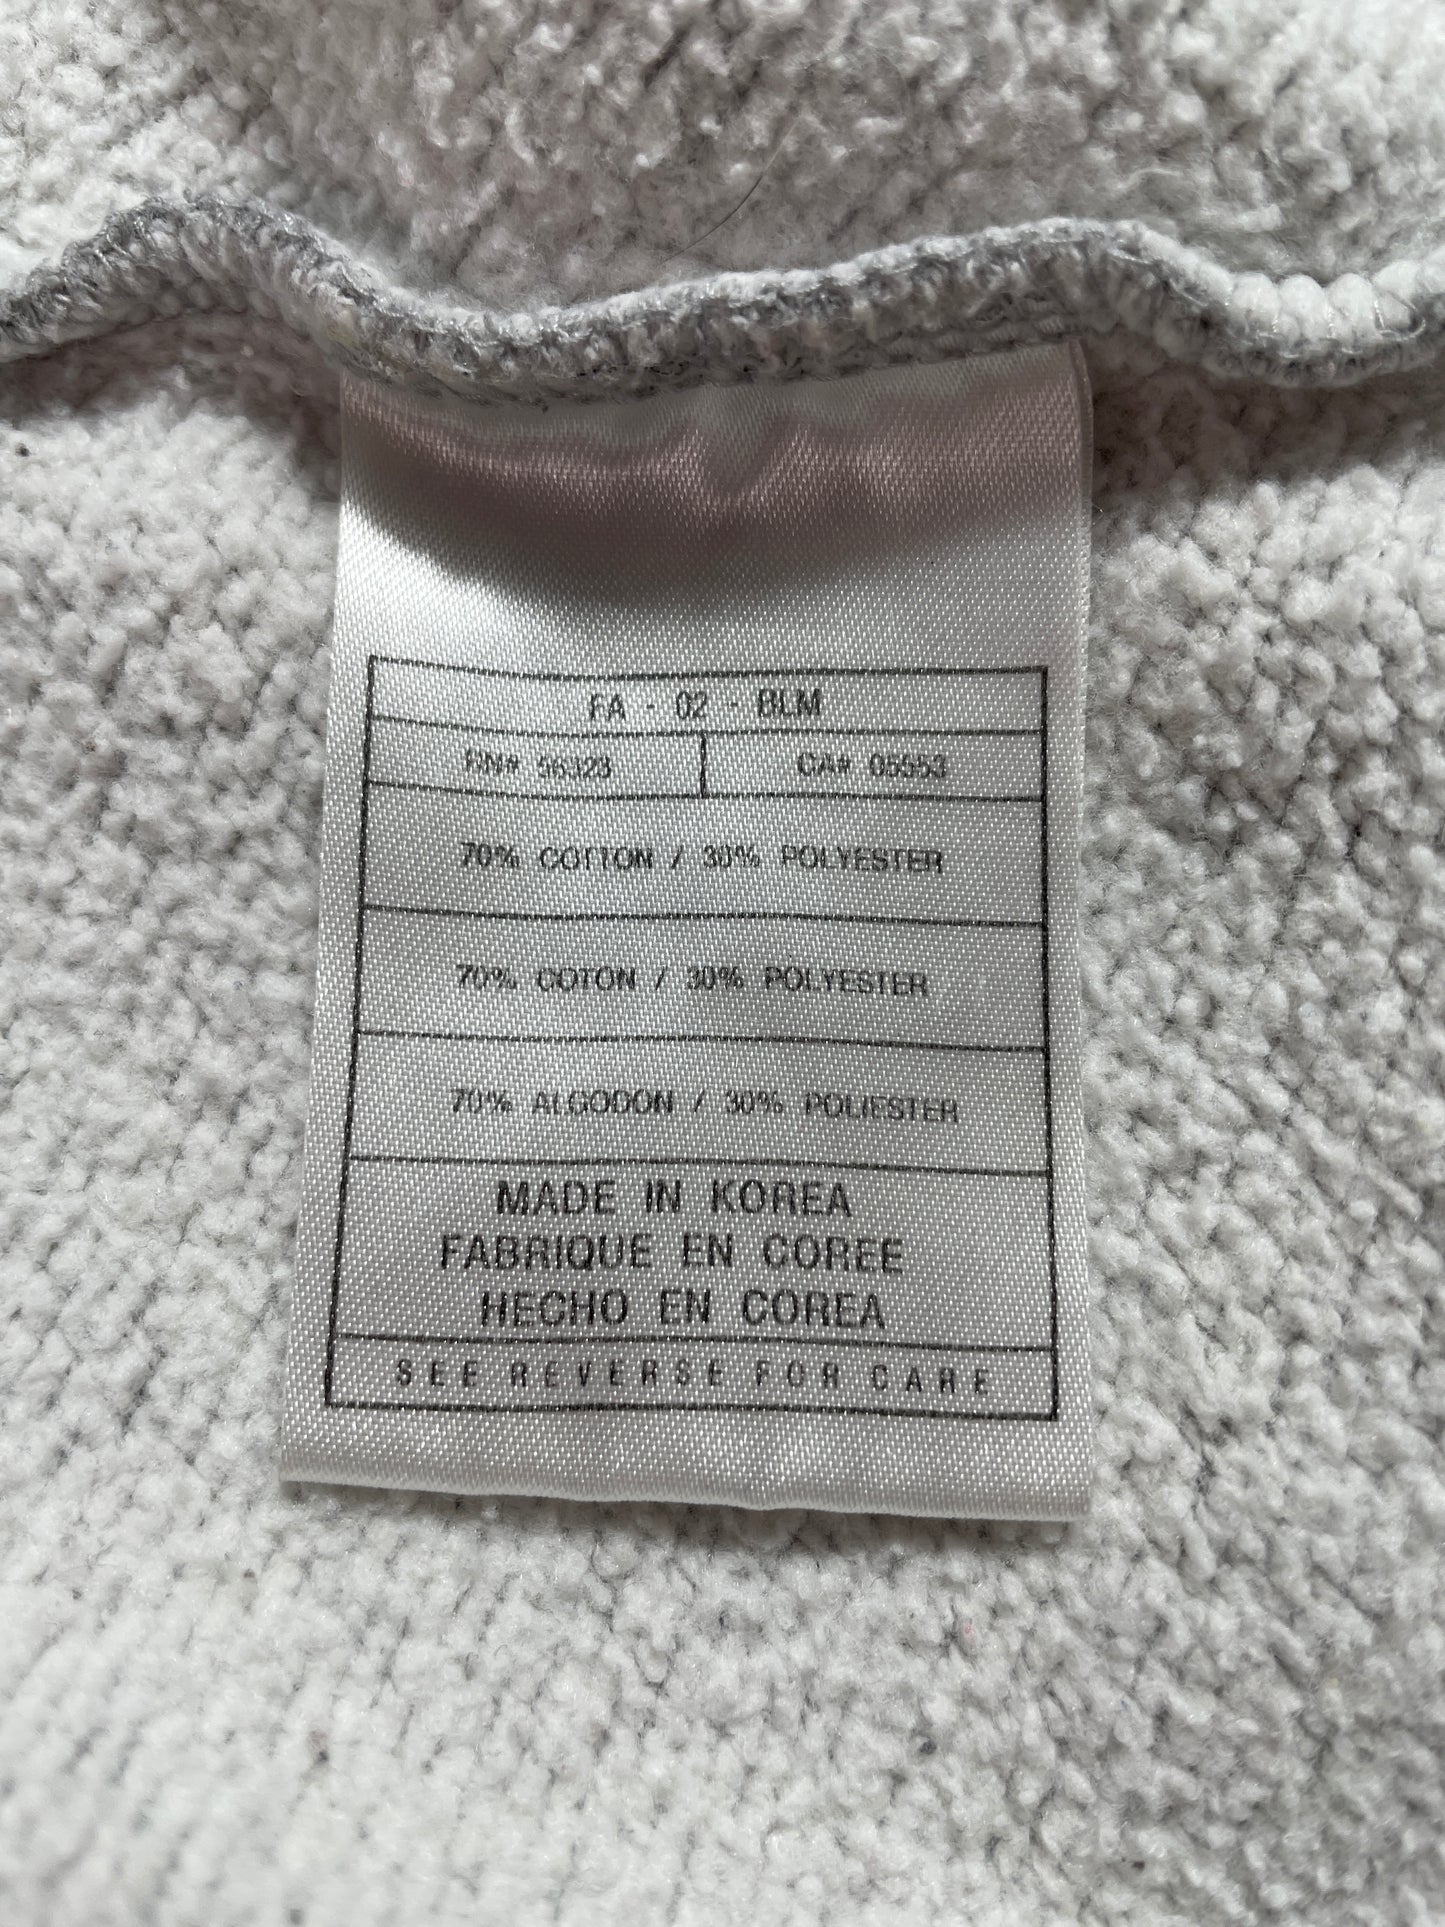 FA - 02 - BLM
RN# 56323 CA# 05553
70% COTTON / 30% POLYESTER
70% COTON / 30% POLYESTER
70% ALGODON / 30% POLIESTER
MADE IN KOREA
FABRIQUE EN COREE
HECHO EN COREA
SEE REVERSE FOR CARE